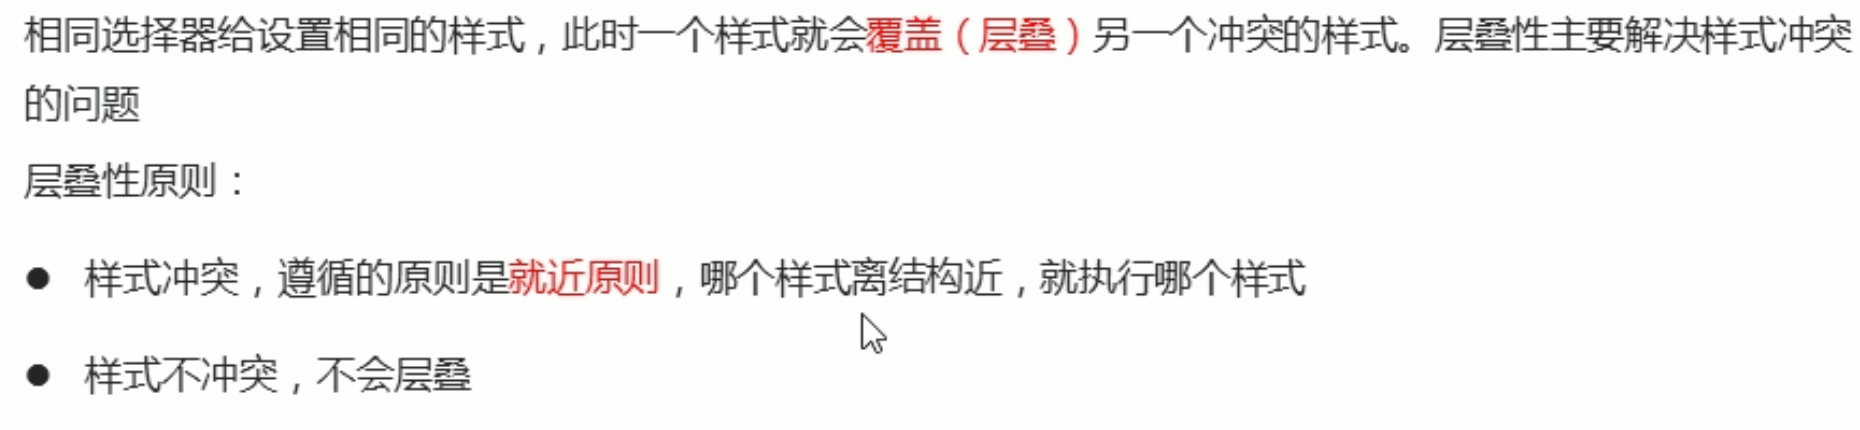 相同选择器给设置相同的样式，此时一个样式就会覆盖（层叠）另一个冲突的样式。层叠性主要解决样式冲突
的问题
层叠性原则：
● 样式冲突，遵循的原则是就近原则，哪个样式离结构近，就执行哪个样式
● 样式不冲突，不会层叠